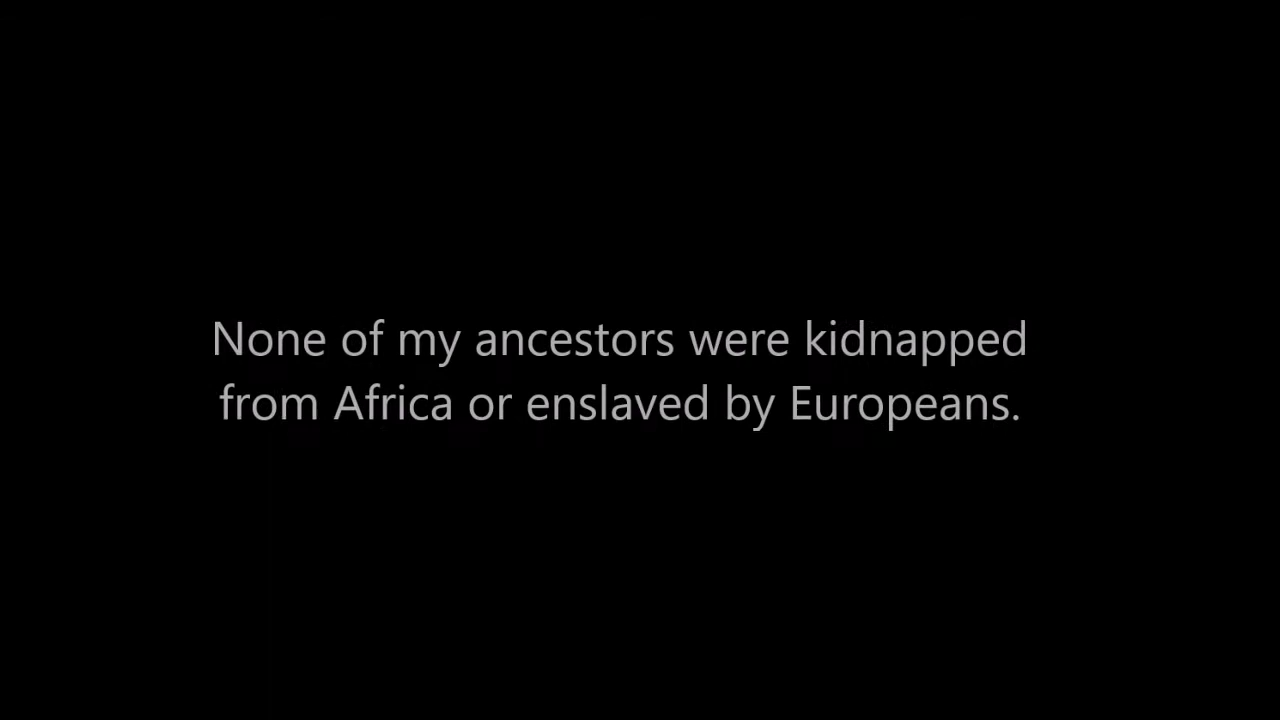 None of my ancestors were kidnapped
from Africa or enslaved by Europeans.